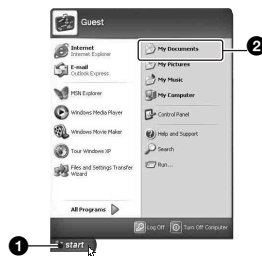 Guest
Internet
Internet Explorer
E-mail
Outlook Express
MSN Explorer
Windows Media Player
Windows Movie Maker
Tour Windows XP
Files and Settings Transfer
Wizard
All Programs
My Documents
My Pictures
My Music
My Computer
Control Panel
Help and Support
Search
Run...
Log Off
Turn Off Computer
start
1
2